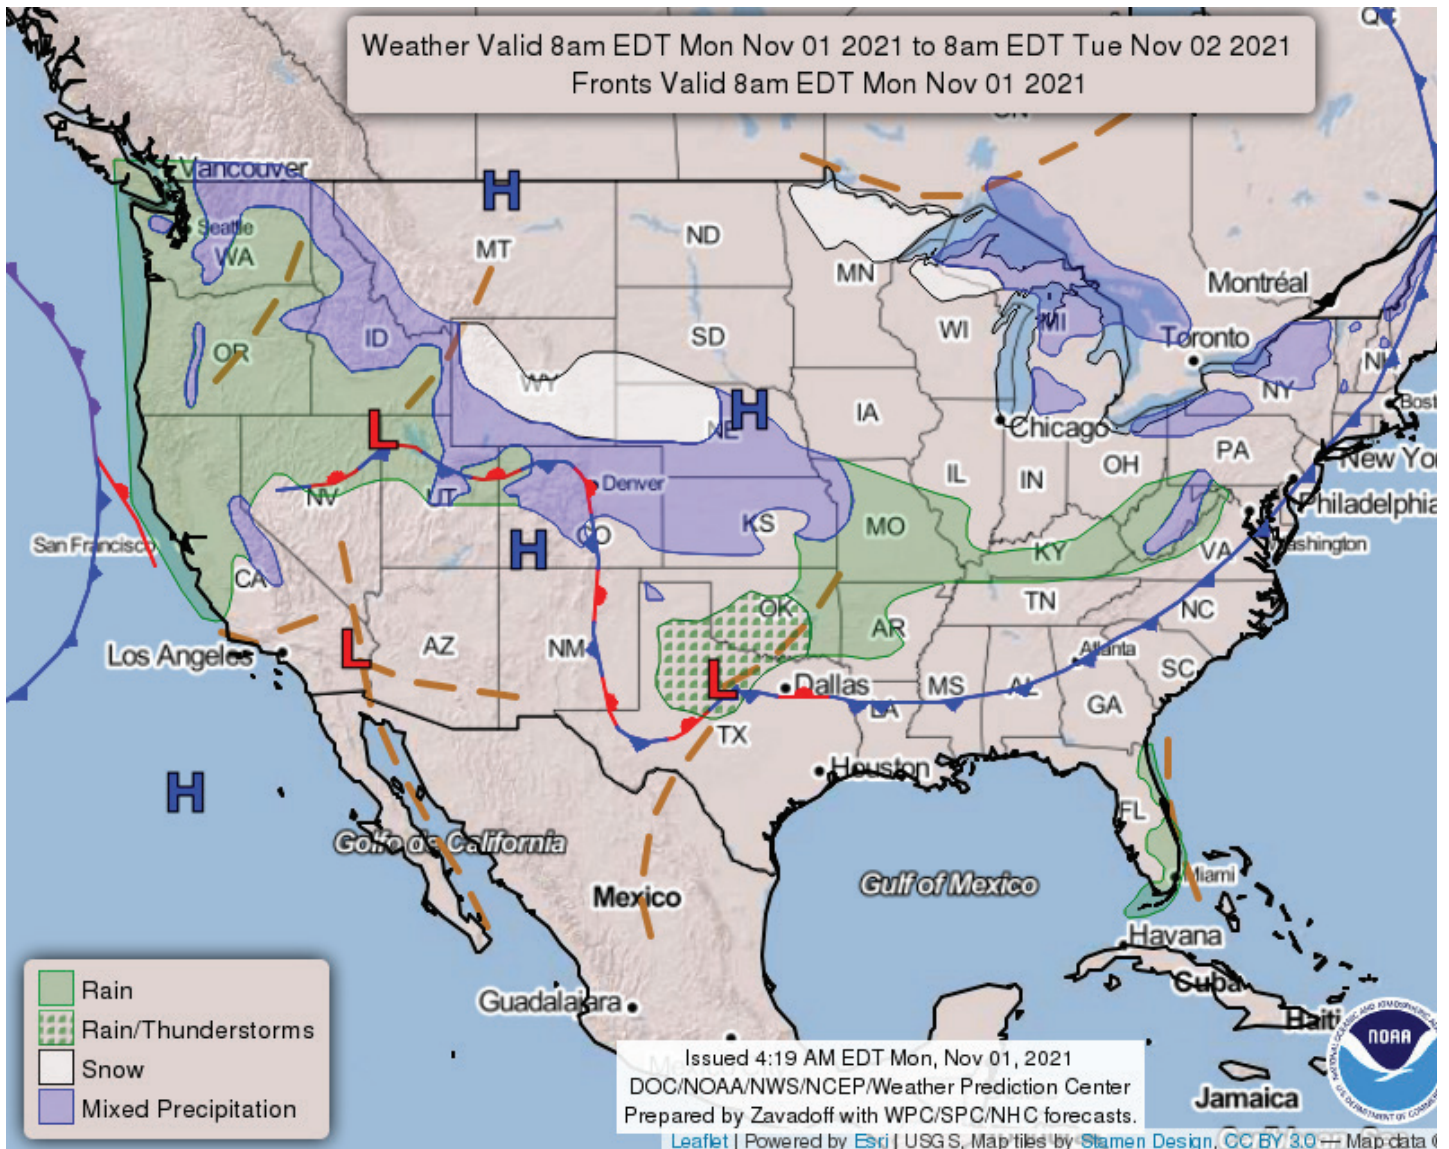 Weather Valid 8am EDT Mon Nov 01 2021 to 8am EDT Tue Nov 02 2021
Fronts Valid 8am EDT Mon Nov 01 2021
QC
Vancouver
H
Seattle
WA
MT
ND
MN
Montréal
OR
ID
SD
WI
MI
Toronto
NH
WY
NY
L
H
NE
IA
Chicago
PA
New Yo
IL
IN
OH
NV
UT
Denver
Philadelphia
San Francisco
H
CO
KS
MO
KY
VA
Washington
CA
OK
TN
NC
Los Angeles
L
AZ
NM
AR
Atlanta
SC
L
Dallas
MS
AL
GA
LA
TX
Houston
H
FL
Golfo de California
Gulf of Mexico
Miami
Mexico
Havana
Cuba
Guadalajara
Haiti
Rain
Rain/Thunderstorms
Snow
Mixed Precipitation
NOAA
Jamaica
Issued 4:19 AM EDT Mon, Nov 01, 2021
DOC/NOAA/NWS/NCEP/Weather Prediction Center
Prepared by Zavadoff with WPC/SPC/NHC forecasts.
Leaflet | Powered by Esri | USGS, Map tiles by Stamen Design, CC BY 3.0 — Map data ©